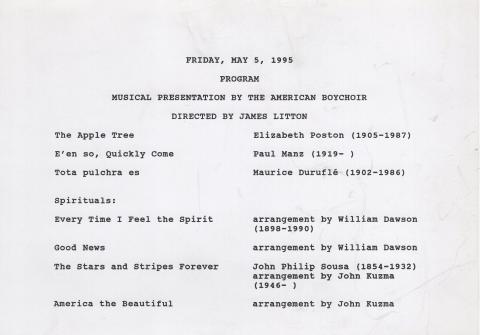 FRIDAY, MAY 5, 1995
PROGRAM
MUSICAL PRESENTATION BY THE AMERICAN BOYCHOIR
DIRECTED BY JAMES LITTON
The Apple Tree Elizabeth Poston (1905-1987)
E'en so, Quickly Come Paul Manz (1919- )
Tota pulchra es Maurice Duruflé (1902-1986)
Spirituals:
Every Time I Feel the Spirit arrangement by William Dawson
(1898-1990)
Good News arrangement by William Dawson
The Stars and Stripes Forever John Philip Sousa (1854-1932)
arrangement by John Kuzma
(1946- )
America the Beautiful arrangement by John Kuzma